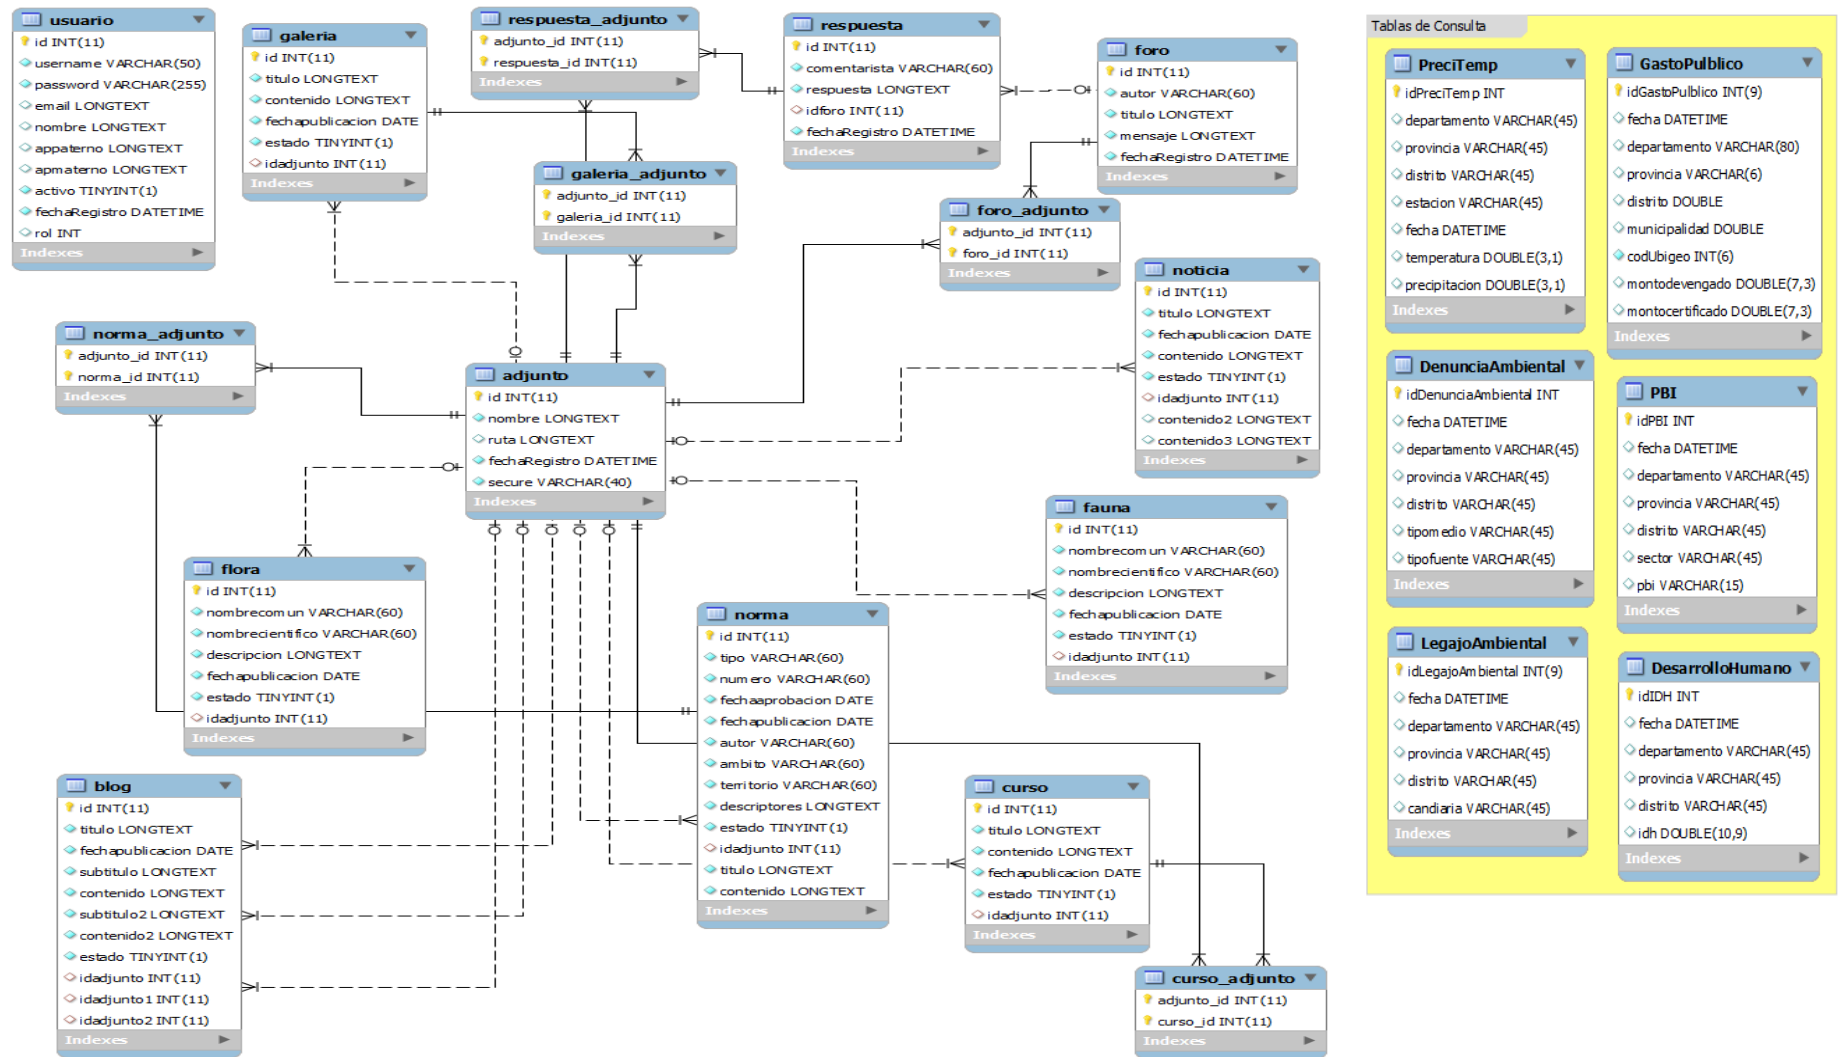 usuario
id INT(11)
username VARCHAR(50)
password VARCHAR(255)
email LONGTEXT
nombre LONGTEXT
appaterno LONGTEXT
apmaterno LONGTEXT
activo TINYINT(1)
fechaRegistro DATETIME
rol INT
Indexes
galeria
id INT(11)
titulo LONGTEXT
contenido LONGTEXT
fechapublicacion DATE
estado TINYINT(1)
idadjunto INT(11)
Indexes
respuesta_adjunto
adjunto_id INT(11)
respuesta_id INT(11)
Indexes
respuesta
id INT(11)
comentarista VARCHAR(60)
respuesta LONGTEXT
idforo INT(11)
fechaRegistro DATETIME
Indexes
foro
id INT(11)
autor VARCHAR(60)
titulo LONGTEXT
mensaje LONGTEXT
fechaRegistro DATETIME
Indexes
galeria_adjunto
adjunto_id INT(11)
galeria_id INT(11)
Indexes
foro_adjunto
adjunto_id INT(11)
foro_id INT(11)
Indexes
noticia
id INT(11)
titulo LONGTEXT
fechapublicacion DATE
contenido LONGTEXT
estado TINYINT(1)
idadjunto INT(11)
contenido2 LONGTEXT
contenido3 LONGTEXT
Indexes
norma_adjunto
adjunto_id INT(11)
norma_id INT(11)
Indexes
adjunto
id INT(11)
nombre LONGTEXT
ruta LONGTEXT
fechaRegistro DATETIME
secure VARCHAR(40)
Indexes
fauna
id INT(11)
nombrecomun VARCHAR(60)
nombrecientifico VARCHAR(60)
descripcion LONGTEXT
fechapublicacion DATE
estado TINYINT(1)
idadjunto INT(11)
Indexes
flora
id INT(11)
nombrecomun VARCHAR(60)
nombrecientifico VARCHAR(60)
descripcion LONGTEXT
fechapublicacion DATE
estado TINYINT(1)
idadjunto INT(11)
Indexes
norma
id INT(11)
tipo VARCHAR(60)
numero VARCHAR(60)
fechaaprobacion DATE
fechapublicacion DATE
autor VARCHAR(60)
ambito VARCHAR(60)
territorio VARCHAR(60)
descriptores LONGTEXT
estado TINYINT(1)
idadjunto INT(11)
titulo LONGTEXT
contenido LONGTEXT
Indexes
blog
id INT(11)
titulo LONGTEXT
fechapublicacion DATE
subtitulo LONGTEXT
contenido LONGTEXT
subtitulo2 LONGTEXT
contenido2 LONGTEXT
estado TINYINT(1)
idadjunto INT(11)
idadjunto1 INT(11)
idadjunto2 INT(11)
Indexes
curso
id INT(11)
titulo LONGTEXT
contenido LONGTEXT
fechapublicacion DATE
estado TINYINT(1)
idadjunto INT(11)
Indexes
curso_adjunto
adjunto_id INT(11)
curso_id INT(11)
Indexes
Tablas de Consulta
PreciTemp
idPreciTemp INT
departamento VARCHAR(45)
provincia VARCHAR(45)
distrito VARCHAR(45)
estacion VARCHAR(45)
fecha DATETIME
temperatura DOUBLE(3,1)
precipitacion DOUBLE(3,1)
Indexes
GastoPulblico
idGastoPulblico INT(9)
fecha DATETIME
departamento VARCHAR(80)
provincia VARCHAR(6)
distrito DOUBLE
municipalidad DOUBLE
codUbigeo INT(6)
montodevengado DOUBLE(7,3)
montocertificado DOUBLE(7,3)
Indexes
DenunciaAmbiental
idDenunciaAmbiental INT
fecha DATETIME
departamento VARCHAR(45)
provincia VARCHAR(45)
distrito VARCHAR(45)
tipomedio VARCHAR(45)
tipofuente VARCHAR(45)
Indexes
PBI
idPBI INT
fecha DATETIME
departamento VARCHAR(45)
provincia VARCHAR(45)
distrito VARCHAR(45)
sector VARCHAR(45)
pbi VARCHAR(15)
Indexes
LegajoAmbiental
idLegajoAmbiental INT(9)
fecha DATETIME
departamento VARCHAR(45)
provincia VARCHAR(45)
distrito VARCHAR(45)
candiaria VARCHAR(45)
Indexes
DesarrolloHumano
idIDH INT
fecha DATETIME
departamento VARCHAR(45)
provincia VARCHAR(45)
distrito VARCHAR(45)
idh DOUBLE(10,9)
Indexes